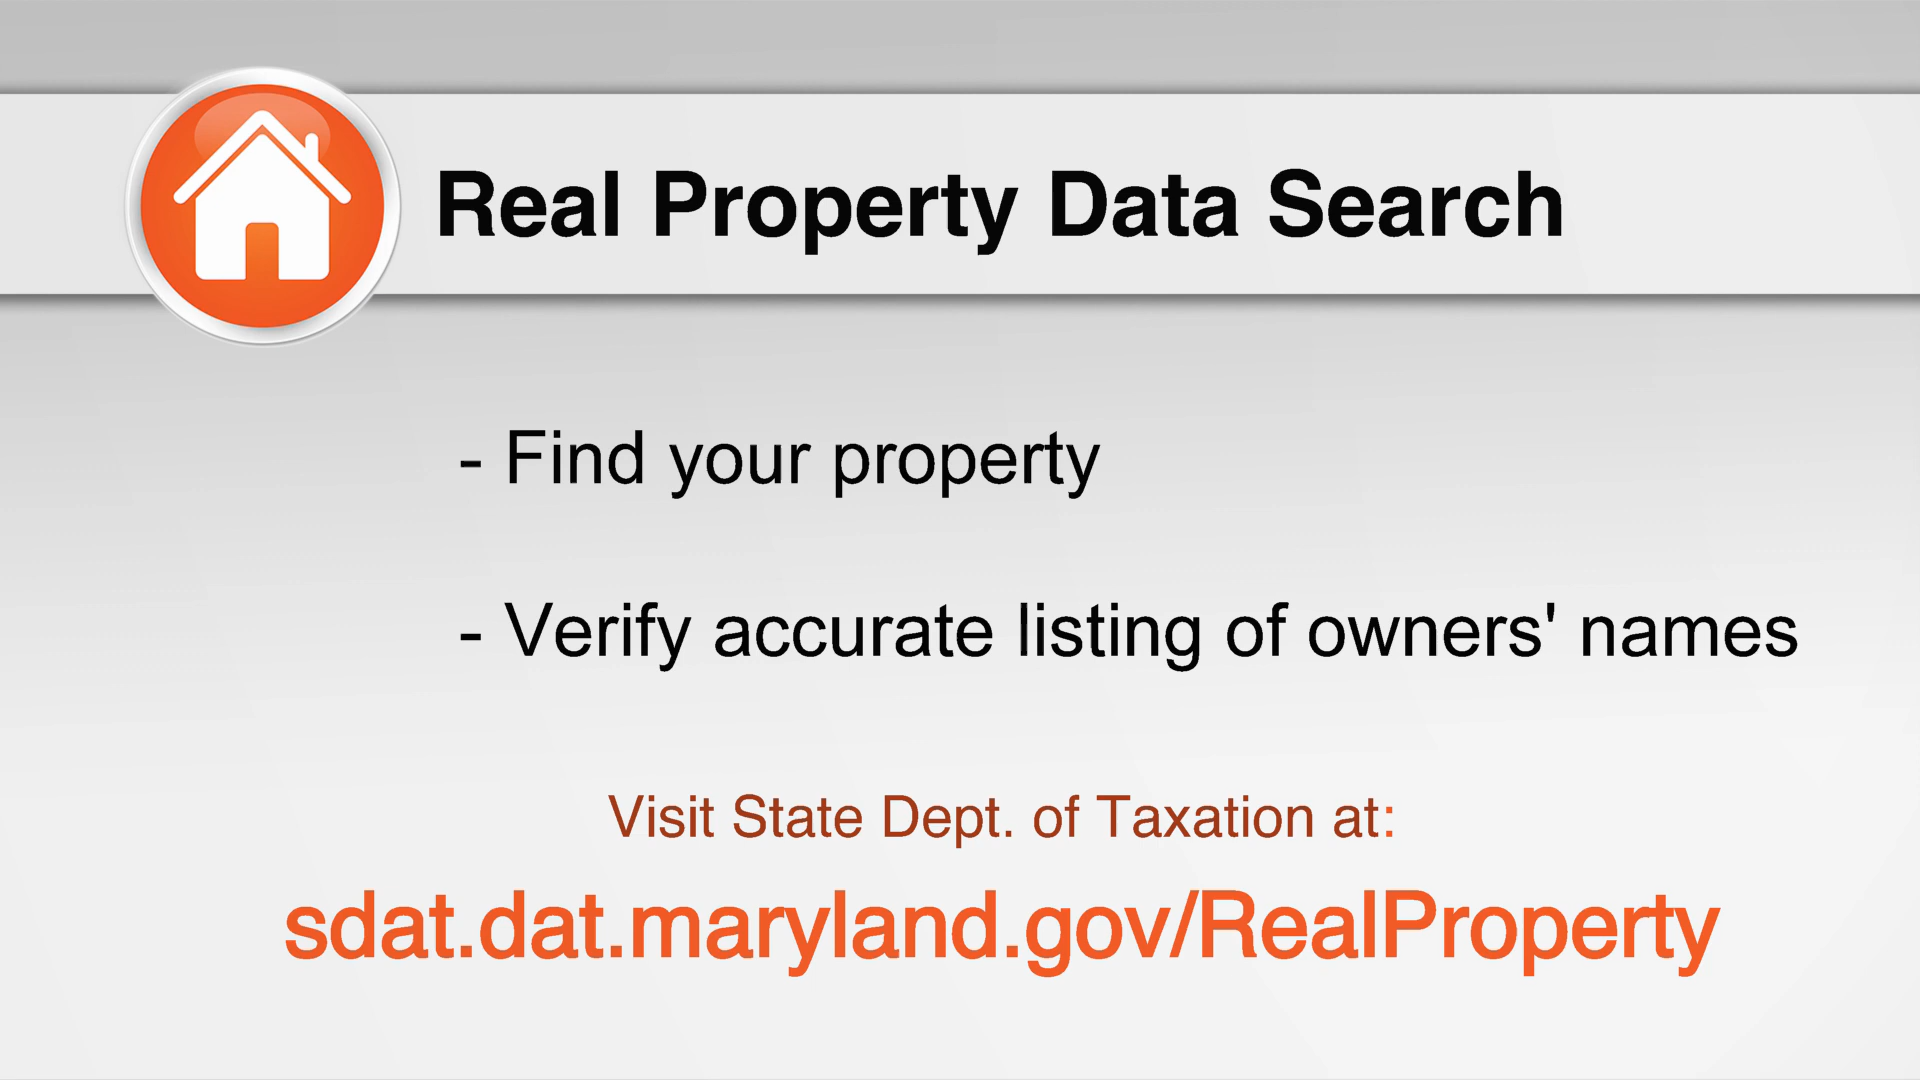 Real Property Data Search
- Find your property
- Verify accurate listing of owners' names
Visit State Dept. of Taxation at:
sdat.dat.maryland.gov/RealProperty